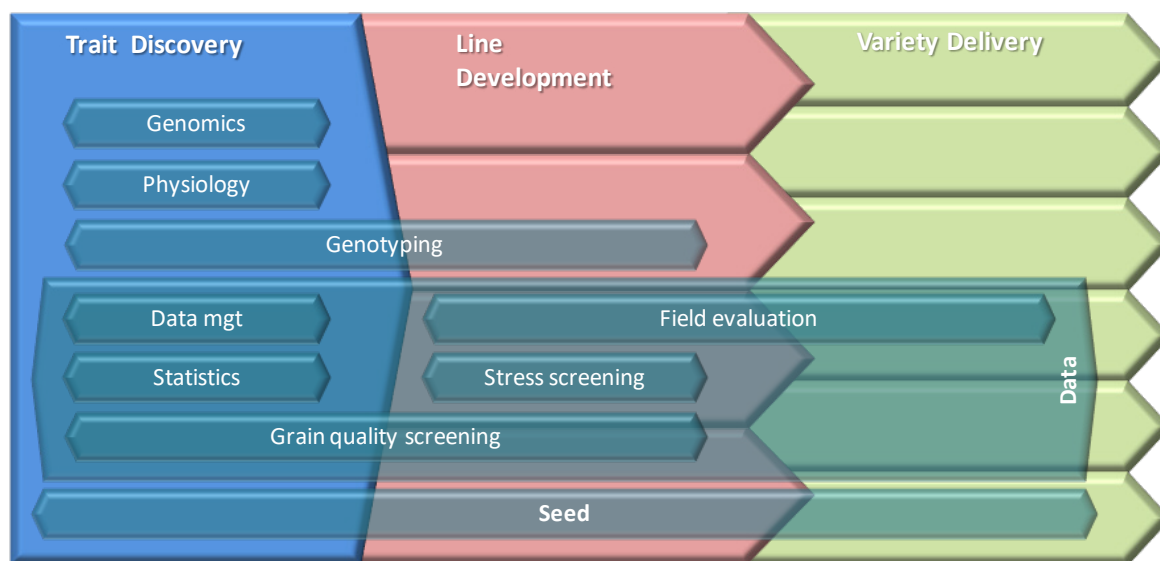 Trait Discovery
Line
Development
Variety Delivery
Genomics
Physiology
Genotyping
Data mgt
Field evaluation
Statistics
Stress screening
Data
Grain quality screening
Seed